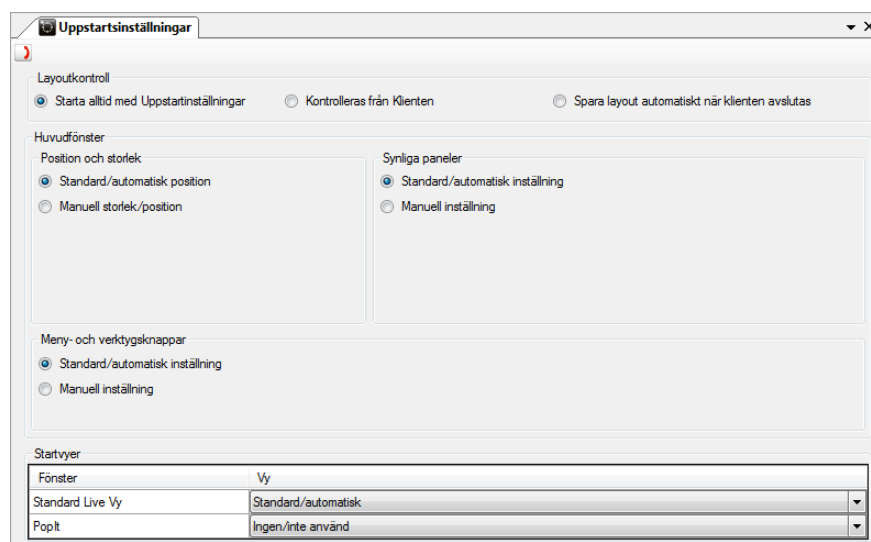 Uppstartsinställningar
Layoutkontroll
Starta alltid med Uppstartinställningar Kontrolleras från Klienten Spara layout automatiskt när klienten avslutas
Huvudfönster
Position och storlek
Standard/automatisk position
Manuell storlek/position
Synliga paneler
Standard/automatisk inställning
Manuell inställning
Meny- och verktygsknappar
Standard/automatisk inställning
Manuell inställning
Startvyer
Fönster Vy
Standard Live Vy Standard/automatisk
PopIt Ingen/inte använd